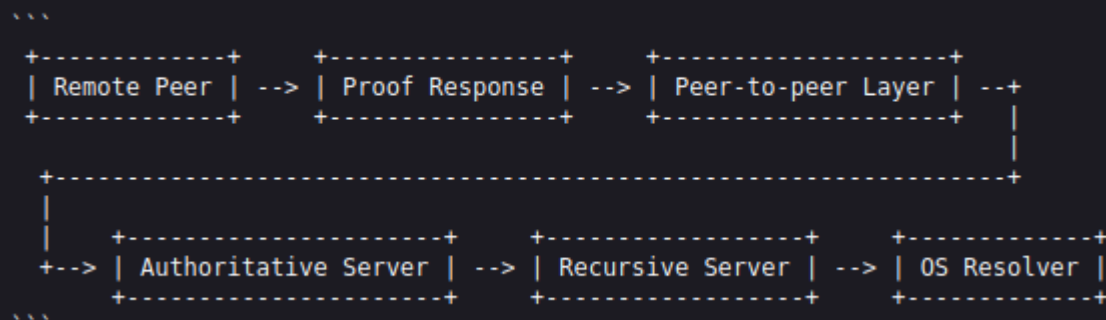 ```
 +-------------+     +----------------+     +--------------------+
 | Remote Peer | --> | Proof Response | --> | Peer-to-peer Layer | --+
 +-------------+     +----------------+     +--------------------+   |
                                                                     |
  +------------------------------------------------------------------+
  |
  |    +----------------------+     +------------------+     +-------------+
  +--> | Authoritative Server | --> | Recursive Server | --> | OS Resolver |
       +----------------------+     +------------------+     +-------------+
```